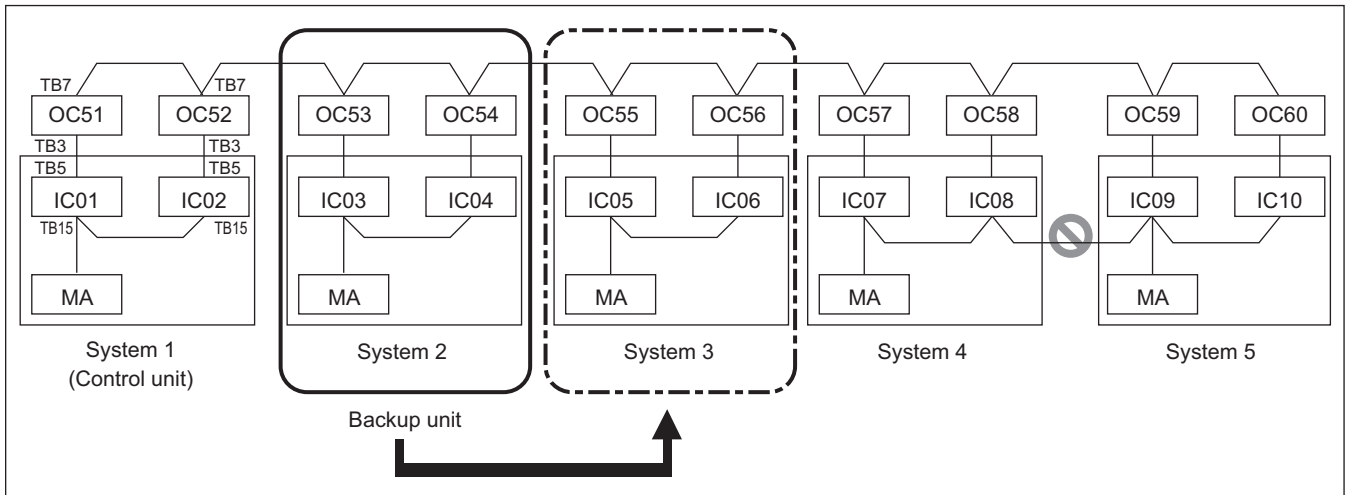 TB7 TB7
OC51 OC52 OC53 OC54 OC55 OC56 OC57 OC58 OC59 OC60
TB3 TB3
TB5 TB5
IC01 IC02 IC03 IC04 IC05 IC06 IC07 IC08 IC09 IC10
TB15 TB15
MA MA MA MA MA
System 1 System 2 System 3 System 4 System 5
(Control unit)
Backup unit